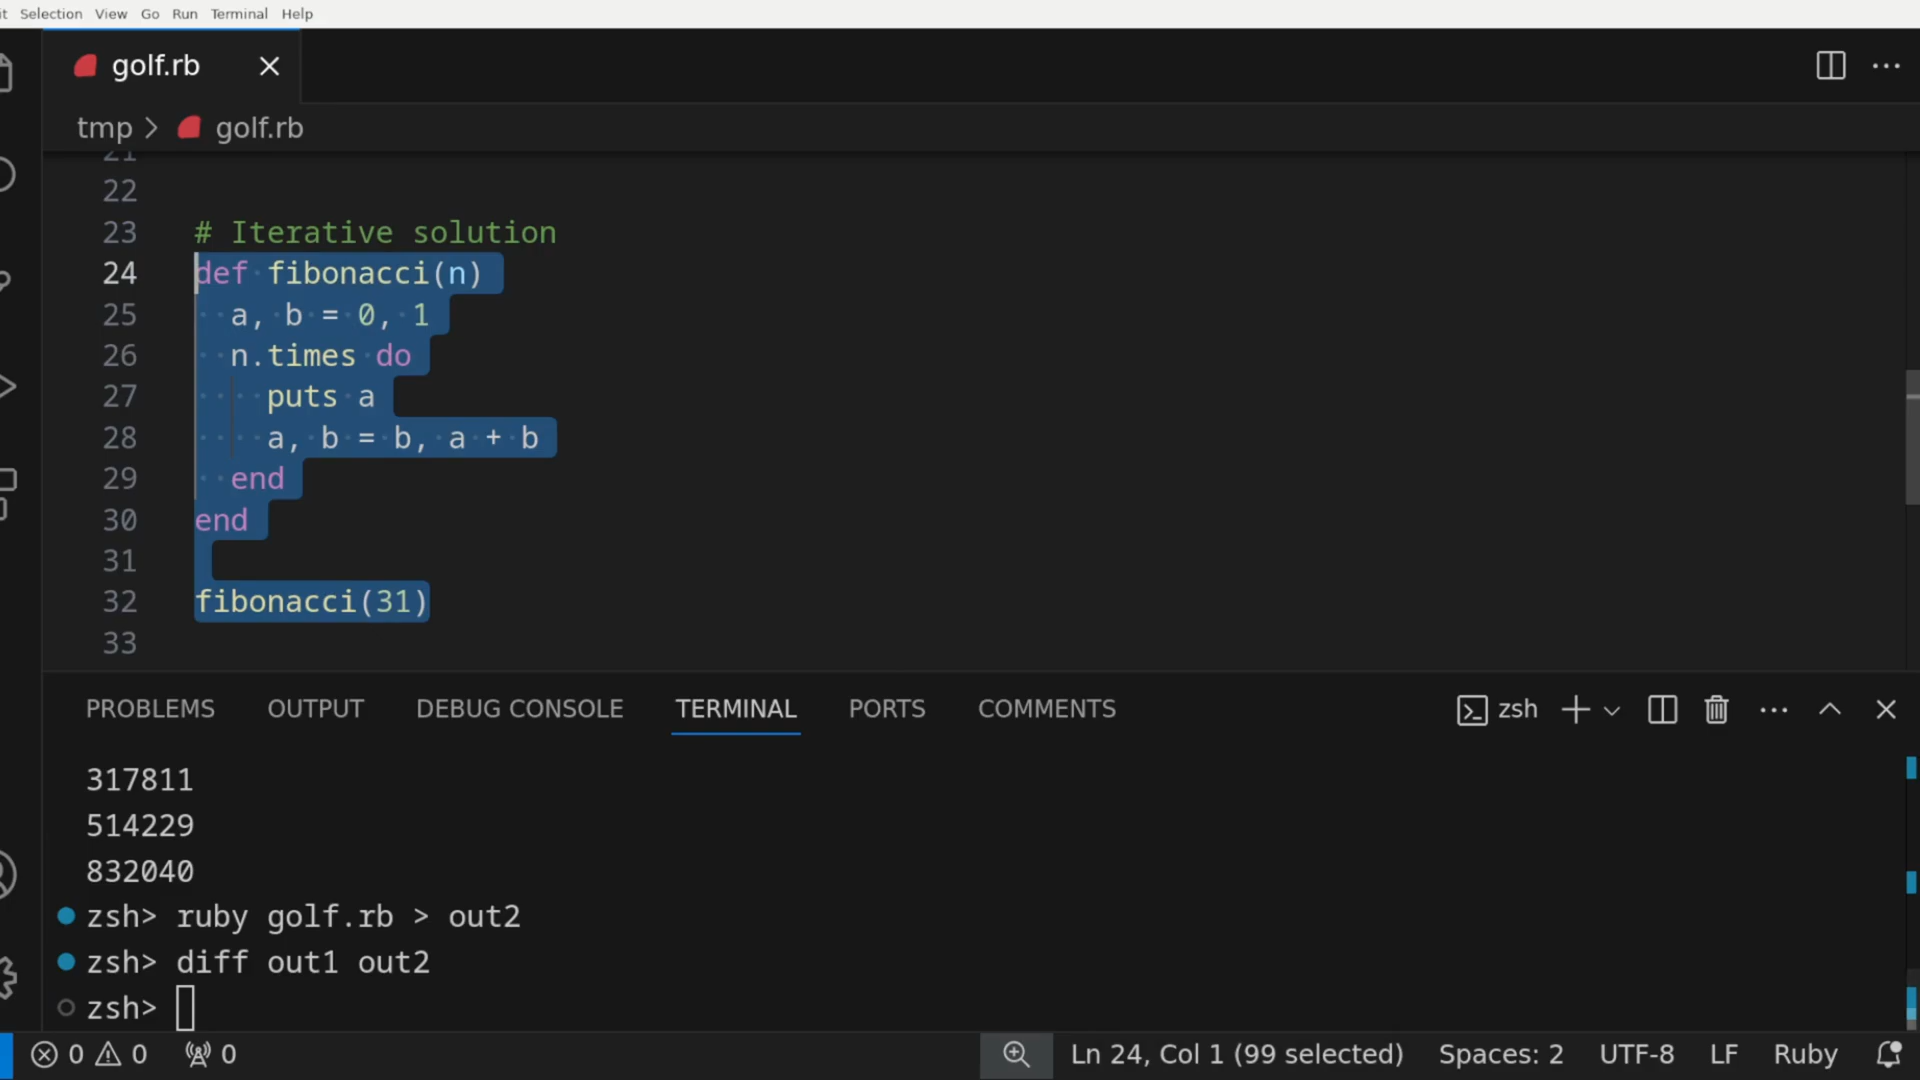 it Selection View Go Run Terminal Help
golf.rb
tmp > golf.rb
21
22
23 # Iterative solution
24 def fibonacci(n)
25 a, b = 0, 1
26 n.times do
27 puts a
28 a, b = b, a + b
29 end
30 end
31
32 fibonacci(31)
33
PROBLEMS OUTPUT DEBUG CONSOLE TERMINAL PORTS COMMENTS zsh
317811
514229
832040
zsh> ruby golf.rb > out2
zsh> diff out1 out2
zsh>
0 0 0 Ln 24, Col 1 (99 selected) Spaces: 2 UTF-8 LF Ruby